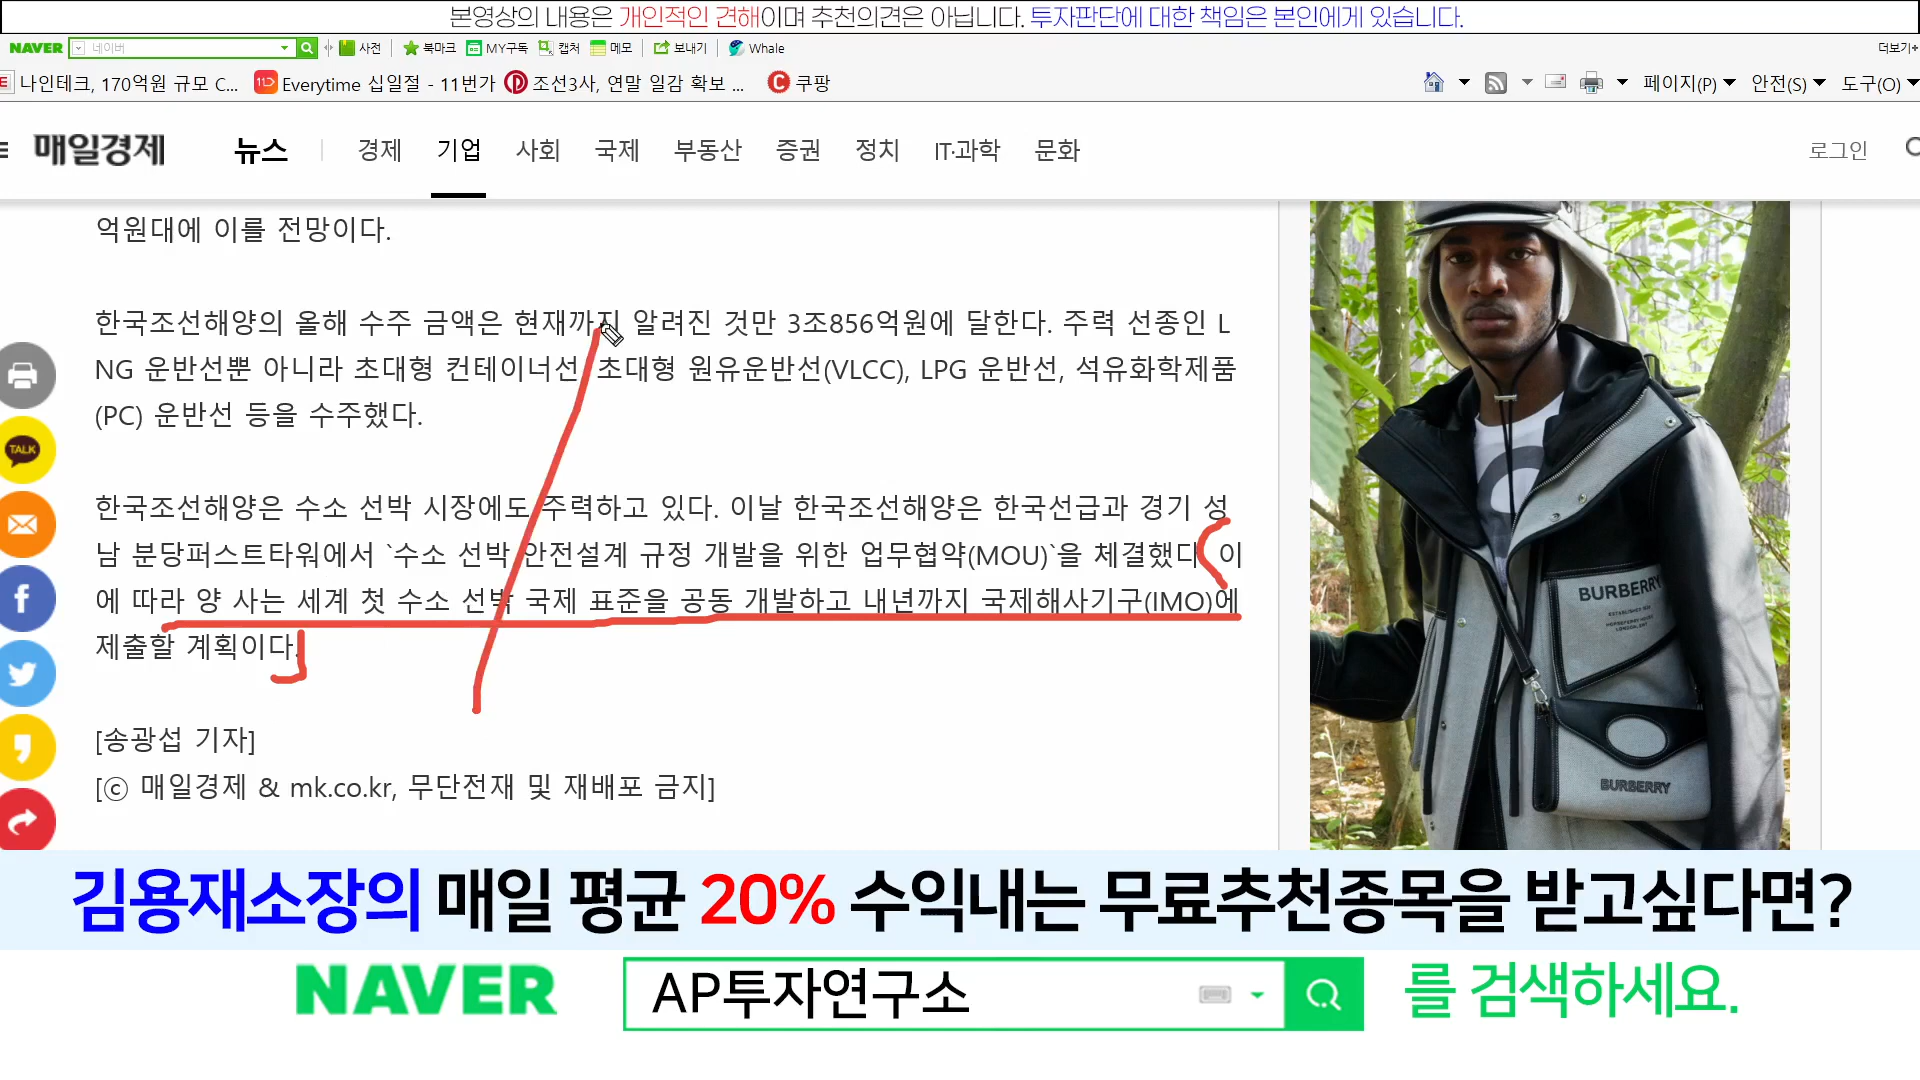 본영상의 내용은 개인적인 견해이며 추천의견은 아닙니다. 투자판단에 대한 책임은 본인에게 있습니다.
NAVER 네이버 사전 북마크 MY구독 캡처 메모 보내기 Whale 더보기+
나인테크, 170억원 규모 C... Everytime 십일절 - 11번가 조선3사, 연말 일감 확보 ... 쿠팡 페이지(P) 안전(S) 도구(O)
매일경제 뉴스 경제 기업 사회 국제 부동산 증권 정치 IT·과학 문화 로그인
억원대에 이를 전망이다.
한국조선해양의 올해 수주 금액은 현재까지 알려진 것만 3조856억원에 달한다. 주력 선종인 L
NG 운반선뿐 아니라 초대형 컨테이너선, 초대형 원유운반선(VLCC), LPG 운반선, 석유화학제품
(PC) 운반선 등을 수주했다.
한국조선해양은 수소 선박 시장에도 주력하고 있다. 이날 한국조선해양은 한국선급과 경기 성
남 분당퍼스트타워에서 `수소 선박 안전설계 규정 개발을 위한 업무협약(MOU)`을 체결했다. 이
에 따라 양 사는 세계 첫 수소 선박 국제 표준을 공동 개발하고 내년까지 국제해사기구(IMO)에
제출할 계획이다.
[송광섭 기자]
[ⓒ 매일경제 & mk.co.kr, 무단전재 및 재배포 금지]
TALK
BURBERRY
BURBERRY
김용재소장의 매일 평균 20% 수익내는 무료추천종목을 받고싶다면?
NAVER AP투자연구소 를 검색하세요.